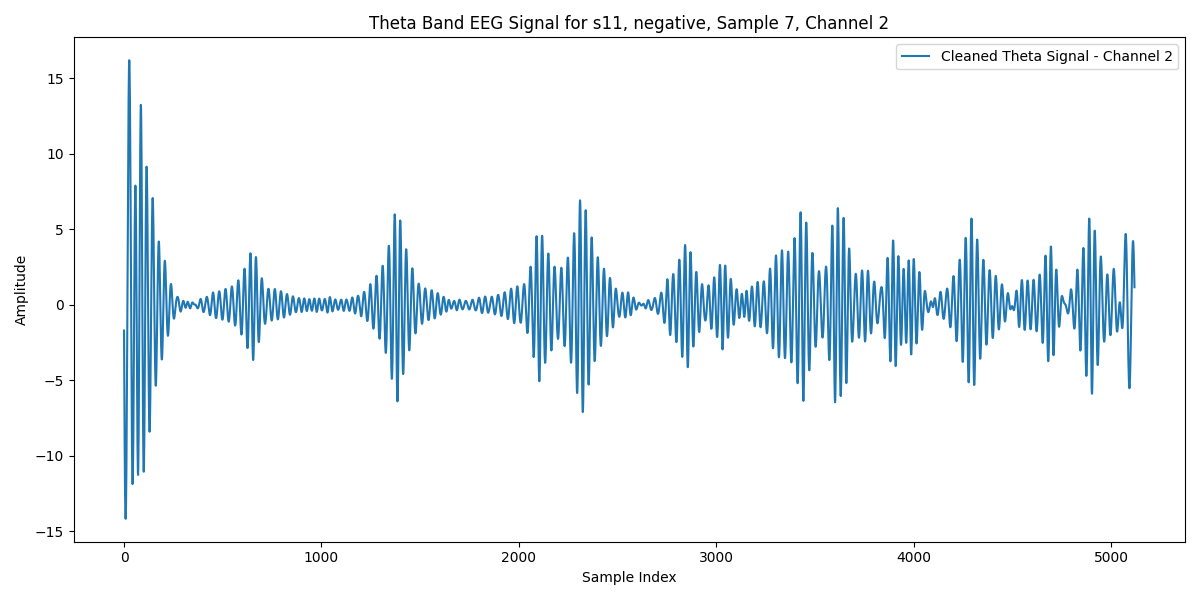 Theta Band EEG Signal for s11, negative, Sample 7, Channel 2
Cleaned Theta Signal - Channel 2
Amplitude
15
10
5
0
−5
−10
−15
0 1000 2000 3000 4000 5000
Sample Index